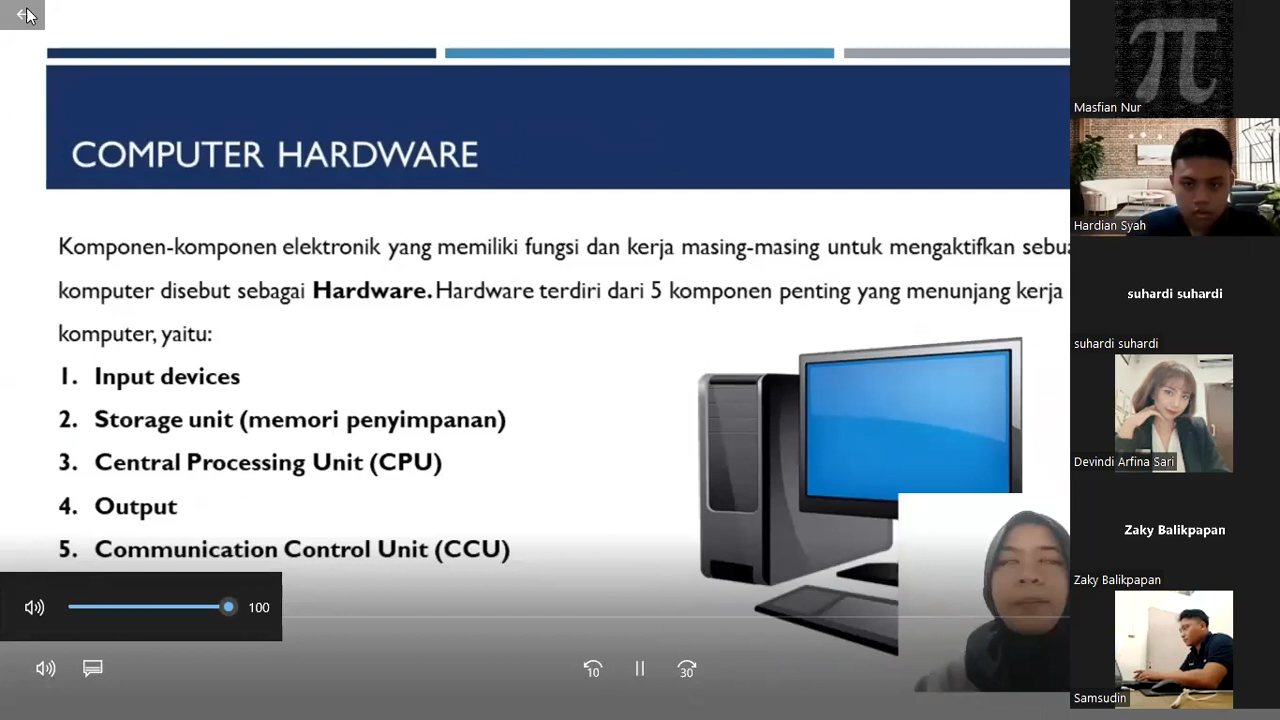 COMPUTER HARDWARE
Komponen-komponen elektronik yang memiliki fungsi dan kerja masing-masing untuk mengaktifkan sebua
komputer disebut sebagai Hardware. Hardware terdiri dari 5 komponen penting yang menunjang kerja
komputer, yaitu:
1. Input devices
2. Storage unit (memori penyimpanan)
3. Central Processing Unit (CPU)
4. Output
5. Communication Control Unit (CCU)
100
10
30
Masfian Nur
Hardian Syah
suhardi suhardi
suhardi suhardi
Devindi Arfina Sari
Zaky Balikpapan
Zaky Balikpapan
Samsudin